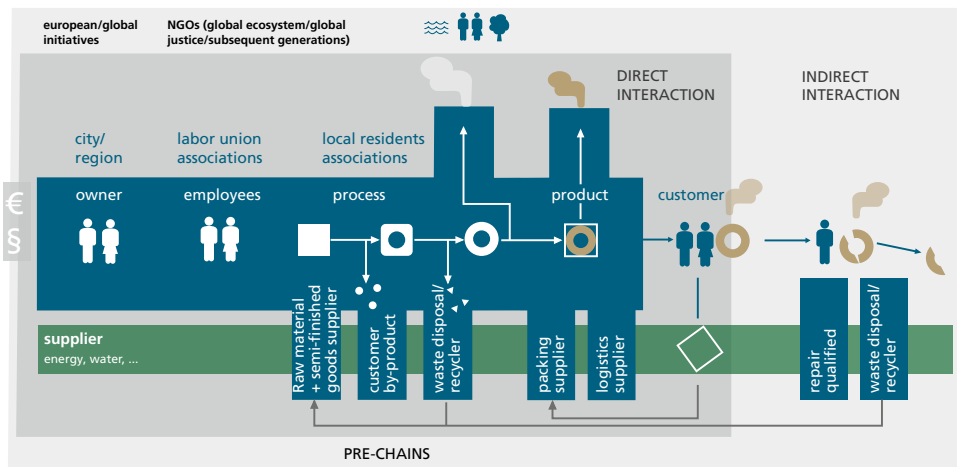 european/global
initiatives
NGOs (global ecosystem/global
justice/subsequent generations)
DIRECT
INTERACTION
INDIRECT
INTERACTION
city/
region
labor union
associations
local residents
associations
owner
employees
process
product
customer
€
§
Raw material
+ semi-finished
goods supplier
customer
byproduct
waste disposal/
recycler
packing
supplier
logistics
supplier
repair
qualified
waste disposal/
recycler
supplier
energy, water, ...
PRE-CHAINS